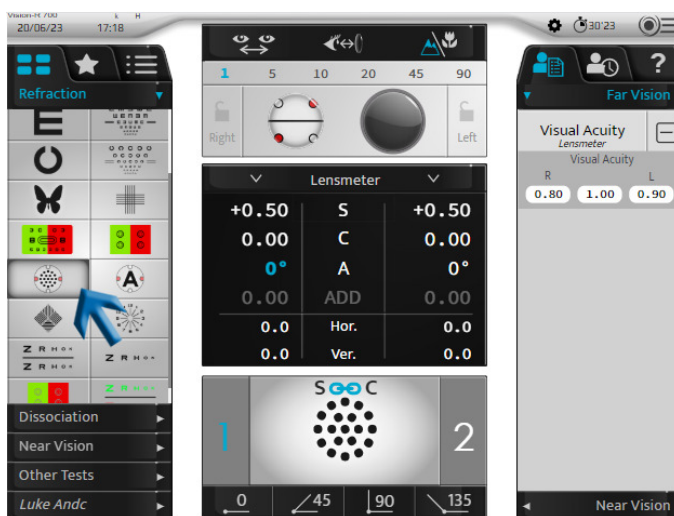 Vision-R 700
20/06/23 17:18
k H
30'23
Refraction
E
B
A
Z R H O K
Z R H O K
Z R H O K
Dissociation
Near Vision
Other Tests
Luke Andc
1 5 10 20 45 90
Right
Left
Lensmeter
+0.50 S +0.50
0.00 C 0.00
0° A 0°
0.00 ADD 0.00
0.0 Hor. 0.0
0.0 Ver. 0.0
S C
1 2
0 45 90 135
?
Far Vision
Visual Acuity
Lensmeter
Visual Acuity
R L
0.80 1.00 0.90
Near Vision